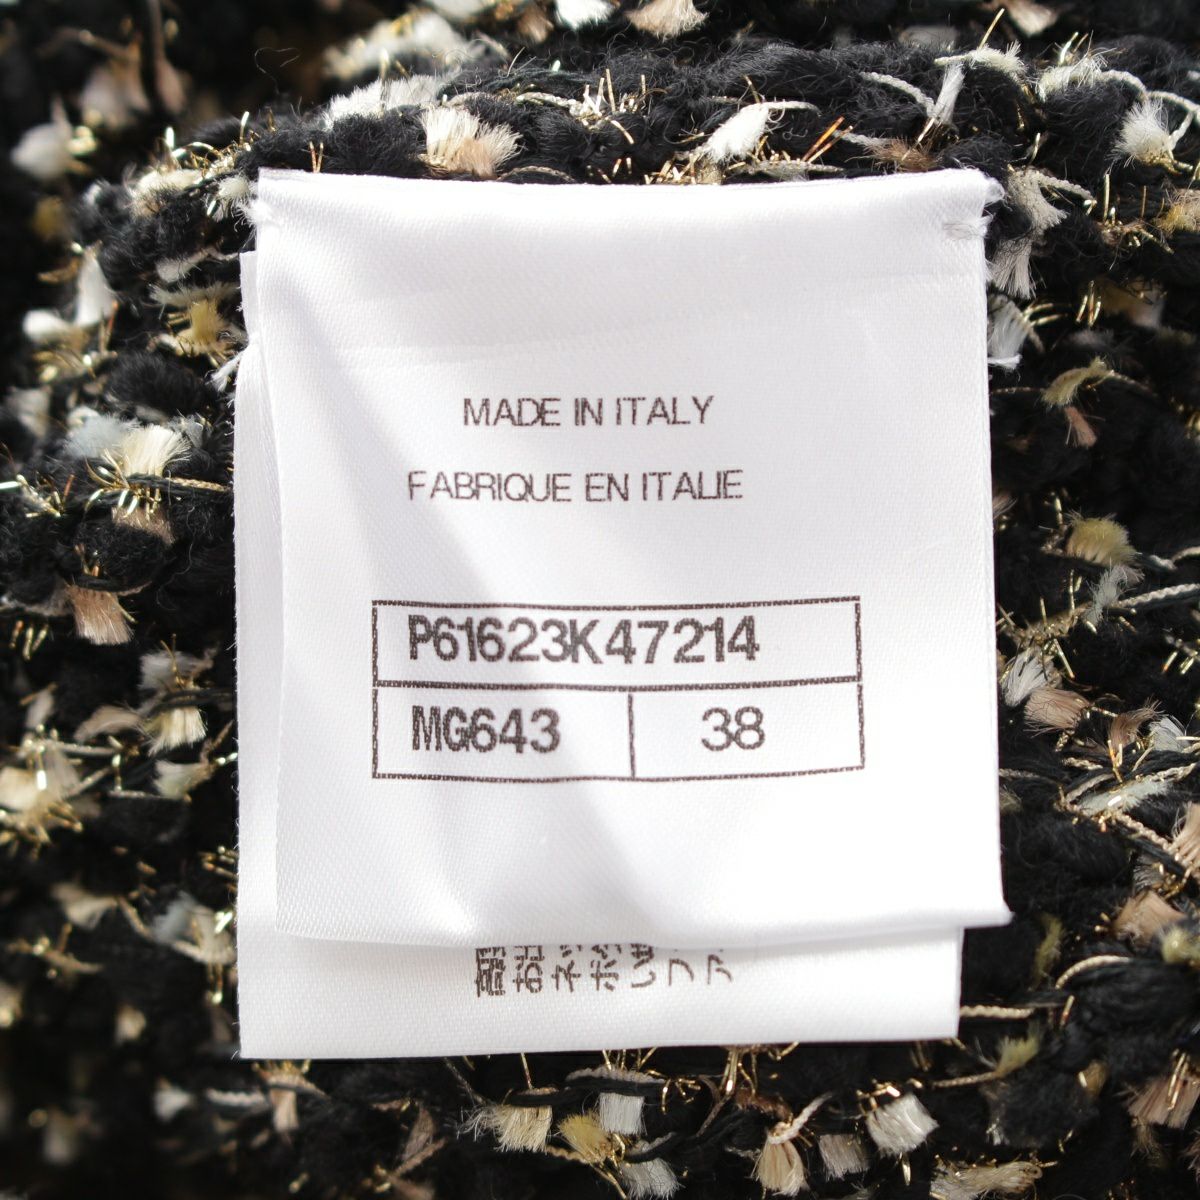 MADE IN ITALY
FABRIQUE EN ITALIE
P61623K47214
MG643 38